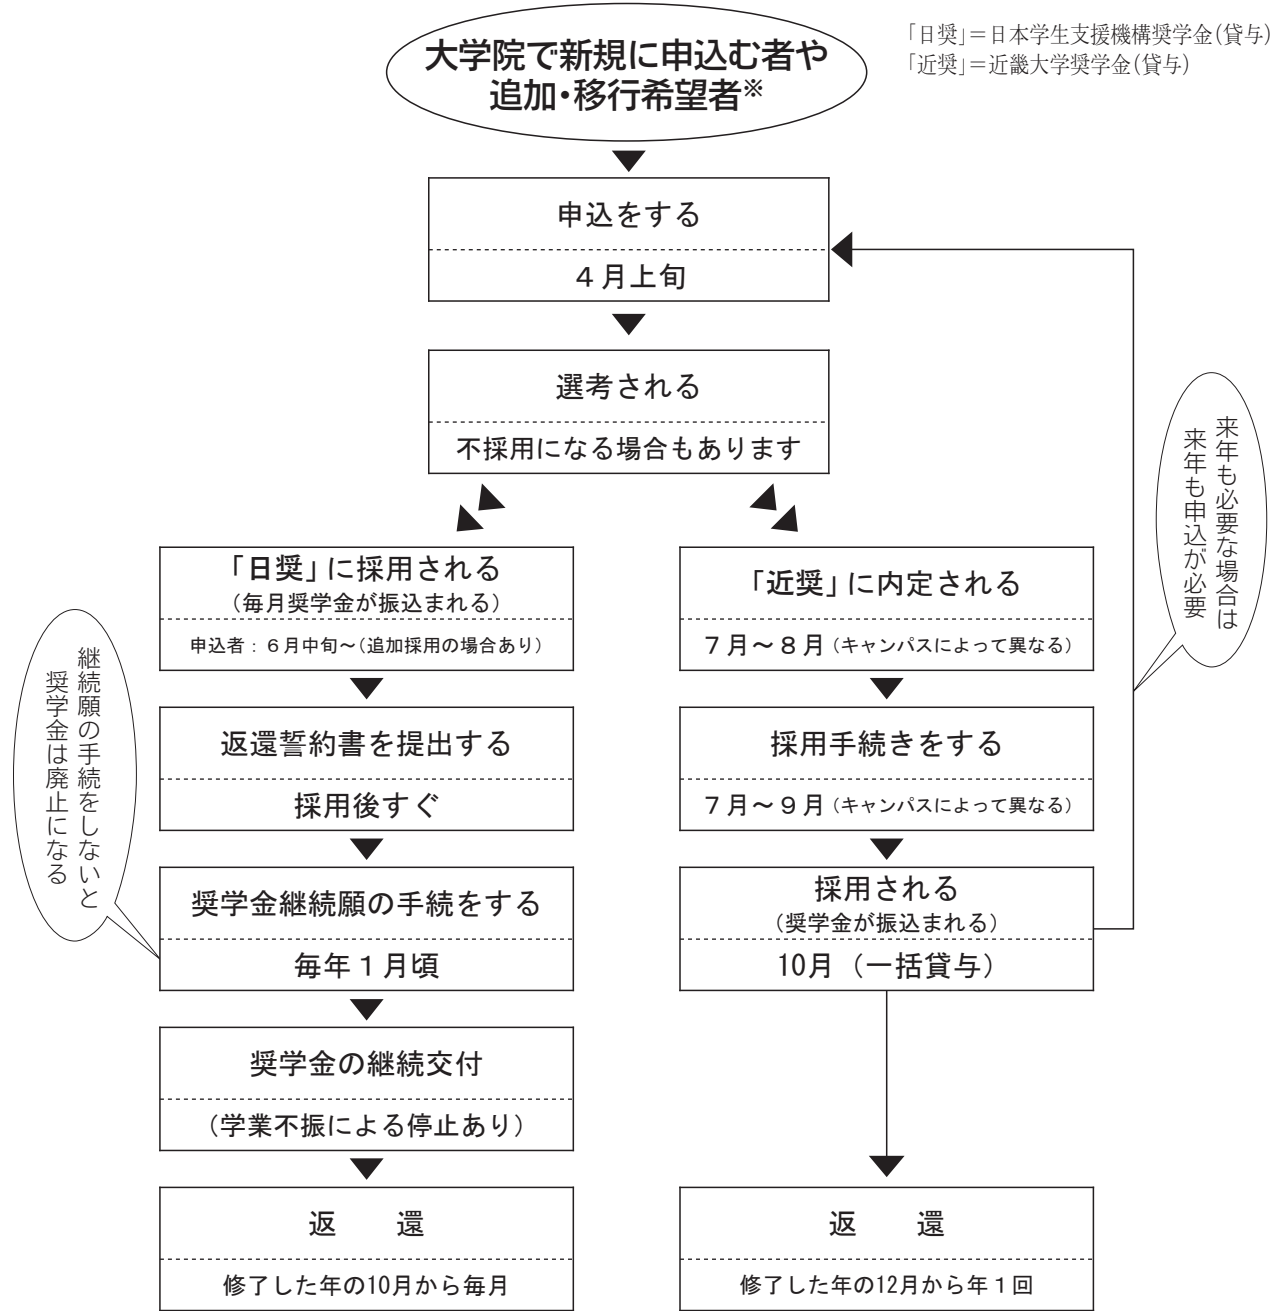 大学院で新規に申込む者や
追加・移行希望者※
「日奨」＝日本学生支援機構奨学金(貸与)
「近奨」＝近畿大学奨学金(貸与)
申込をする
４月上旬
選考される
不採用になる場合もあります
「日奨」に採用される
（毎月奨学金が振込まれる）
申込者：６月中旬～（追加採用の場合あり）
返還誓約書を提出する
採用後すぐ
奨学金継続願の手続をする
毎年１月頃
継続願の手続をしないと
奨学金は廃止になる
奨学金の継続交付
（学業不振による停止あり）
返　還
修了した年の10月から毎月
「近奨」に内定される
７月～８月（キャンパスによって異なる）
採用手続きをする
７月～９月（キャンパスによって異なる）
採用される
（奨学金が振込まれる）
10月（一括貸与）
来年も必要な場合は
来年も申込が必要
返　還
修了した年の12月から年１回